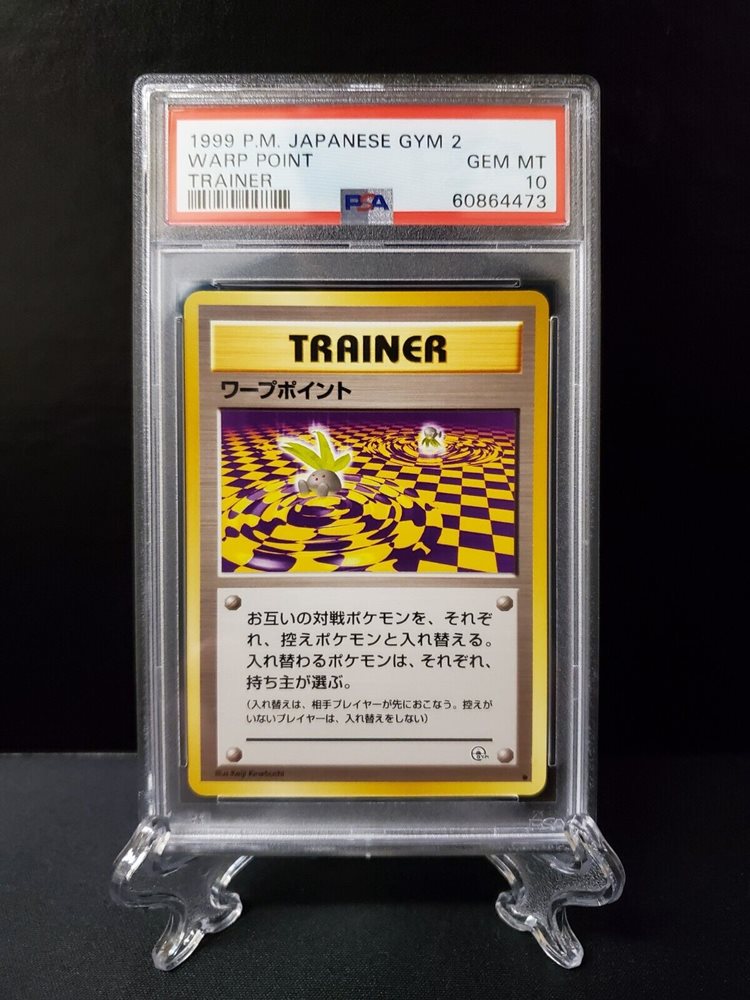 1999 P.M. JAPANESE GYM 2
WARP POINT GEM MT
TRAINER 10
PSA 60864473
TRAINER
ワープポイント
お互いの対戦ポケモンを、それぞ
れ、控えポケモンと入れ替える。
入れ替わるポケモンは、それぞれ、
持ち主が選ぶ。
(入れ替えは、相手プレイヤーが先におこなう。控えが
いないプレイヤーは、入れ替えをしない)
Illus. Keiji Kinebuchi